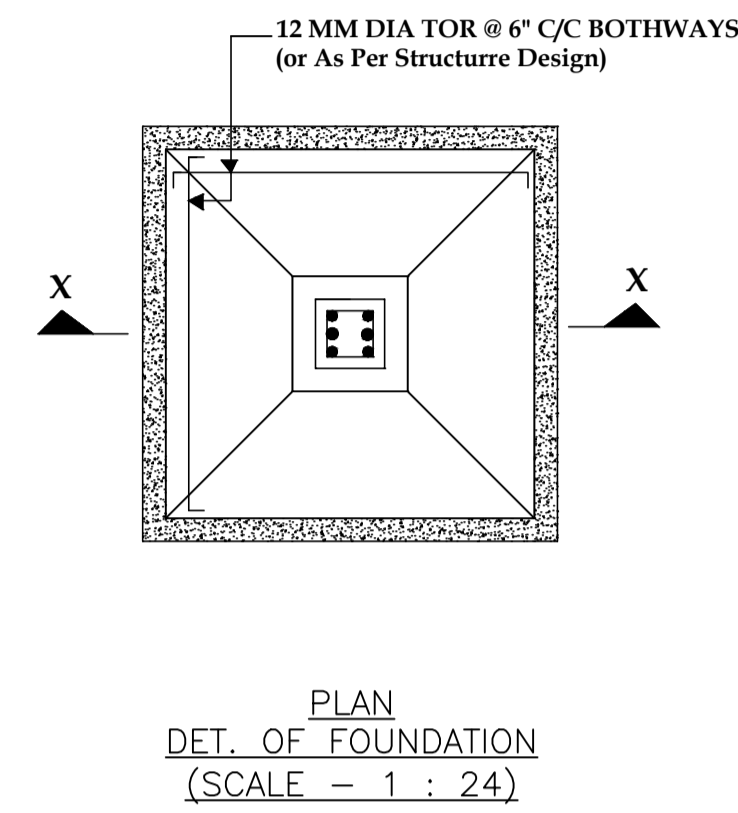 12 MM DIA TOR @ 6" C/C BOTHWAYS
(or As Per Structurre Design)
X X
PLAN
DET. OF FOUNDATION
(SCALE – 1 : 24)